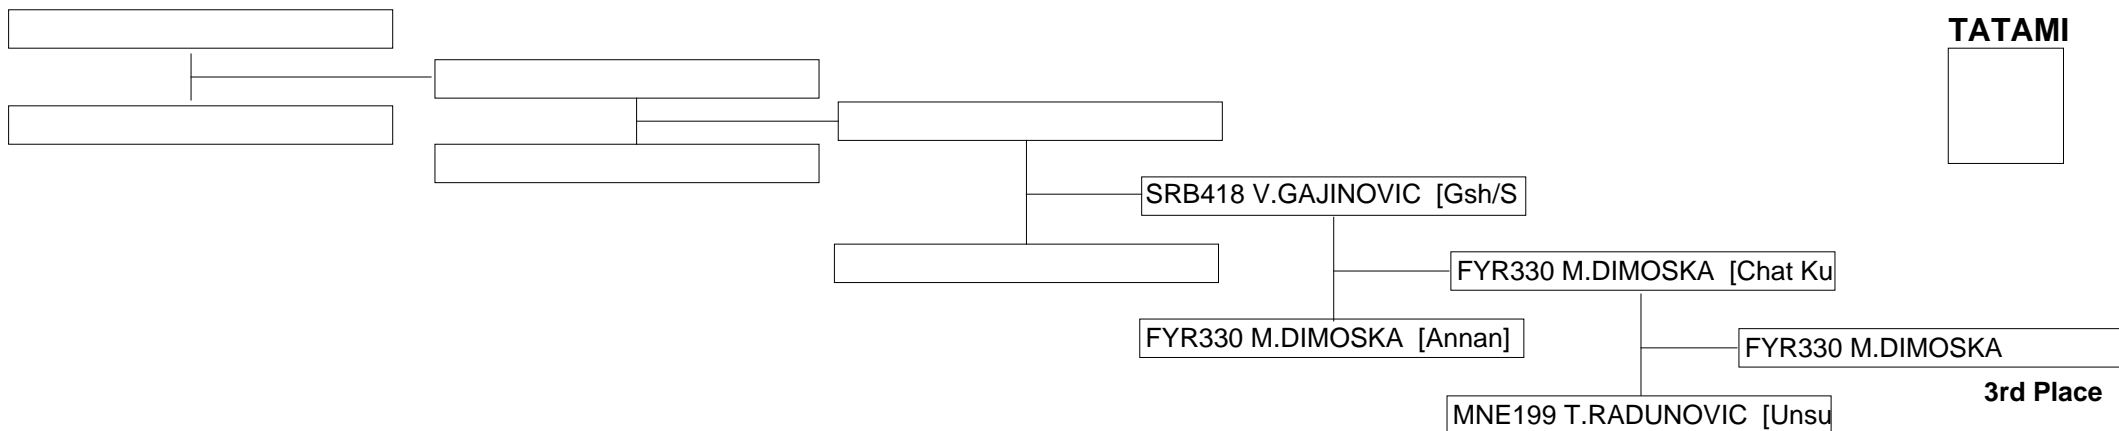 TATAMI
SRB418 V.GAJINOVIC [Gsh/S
FYR330 M.DIMOSKA [Chat Ku
FYR330 M.DIMOSKA [Annan]
FYR330 M.DIMOSKA
3rd Place
MNE199 T.RADUNOVIC [Unsu